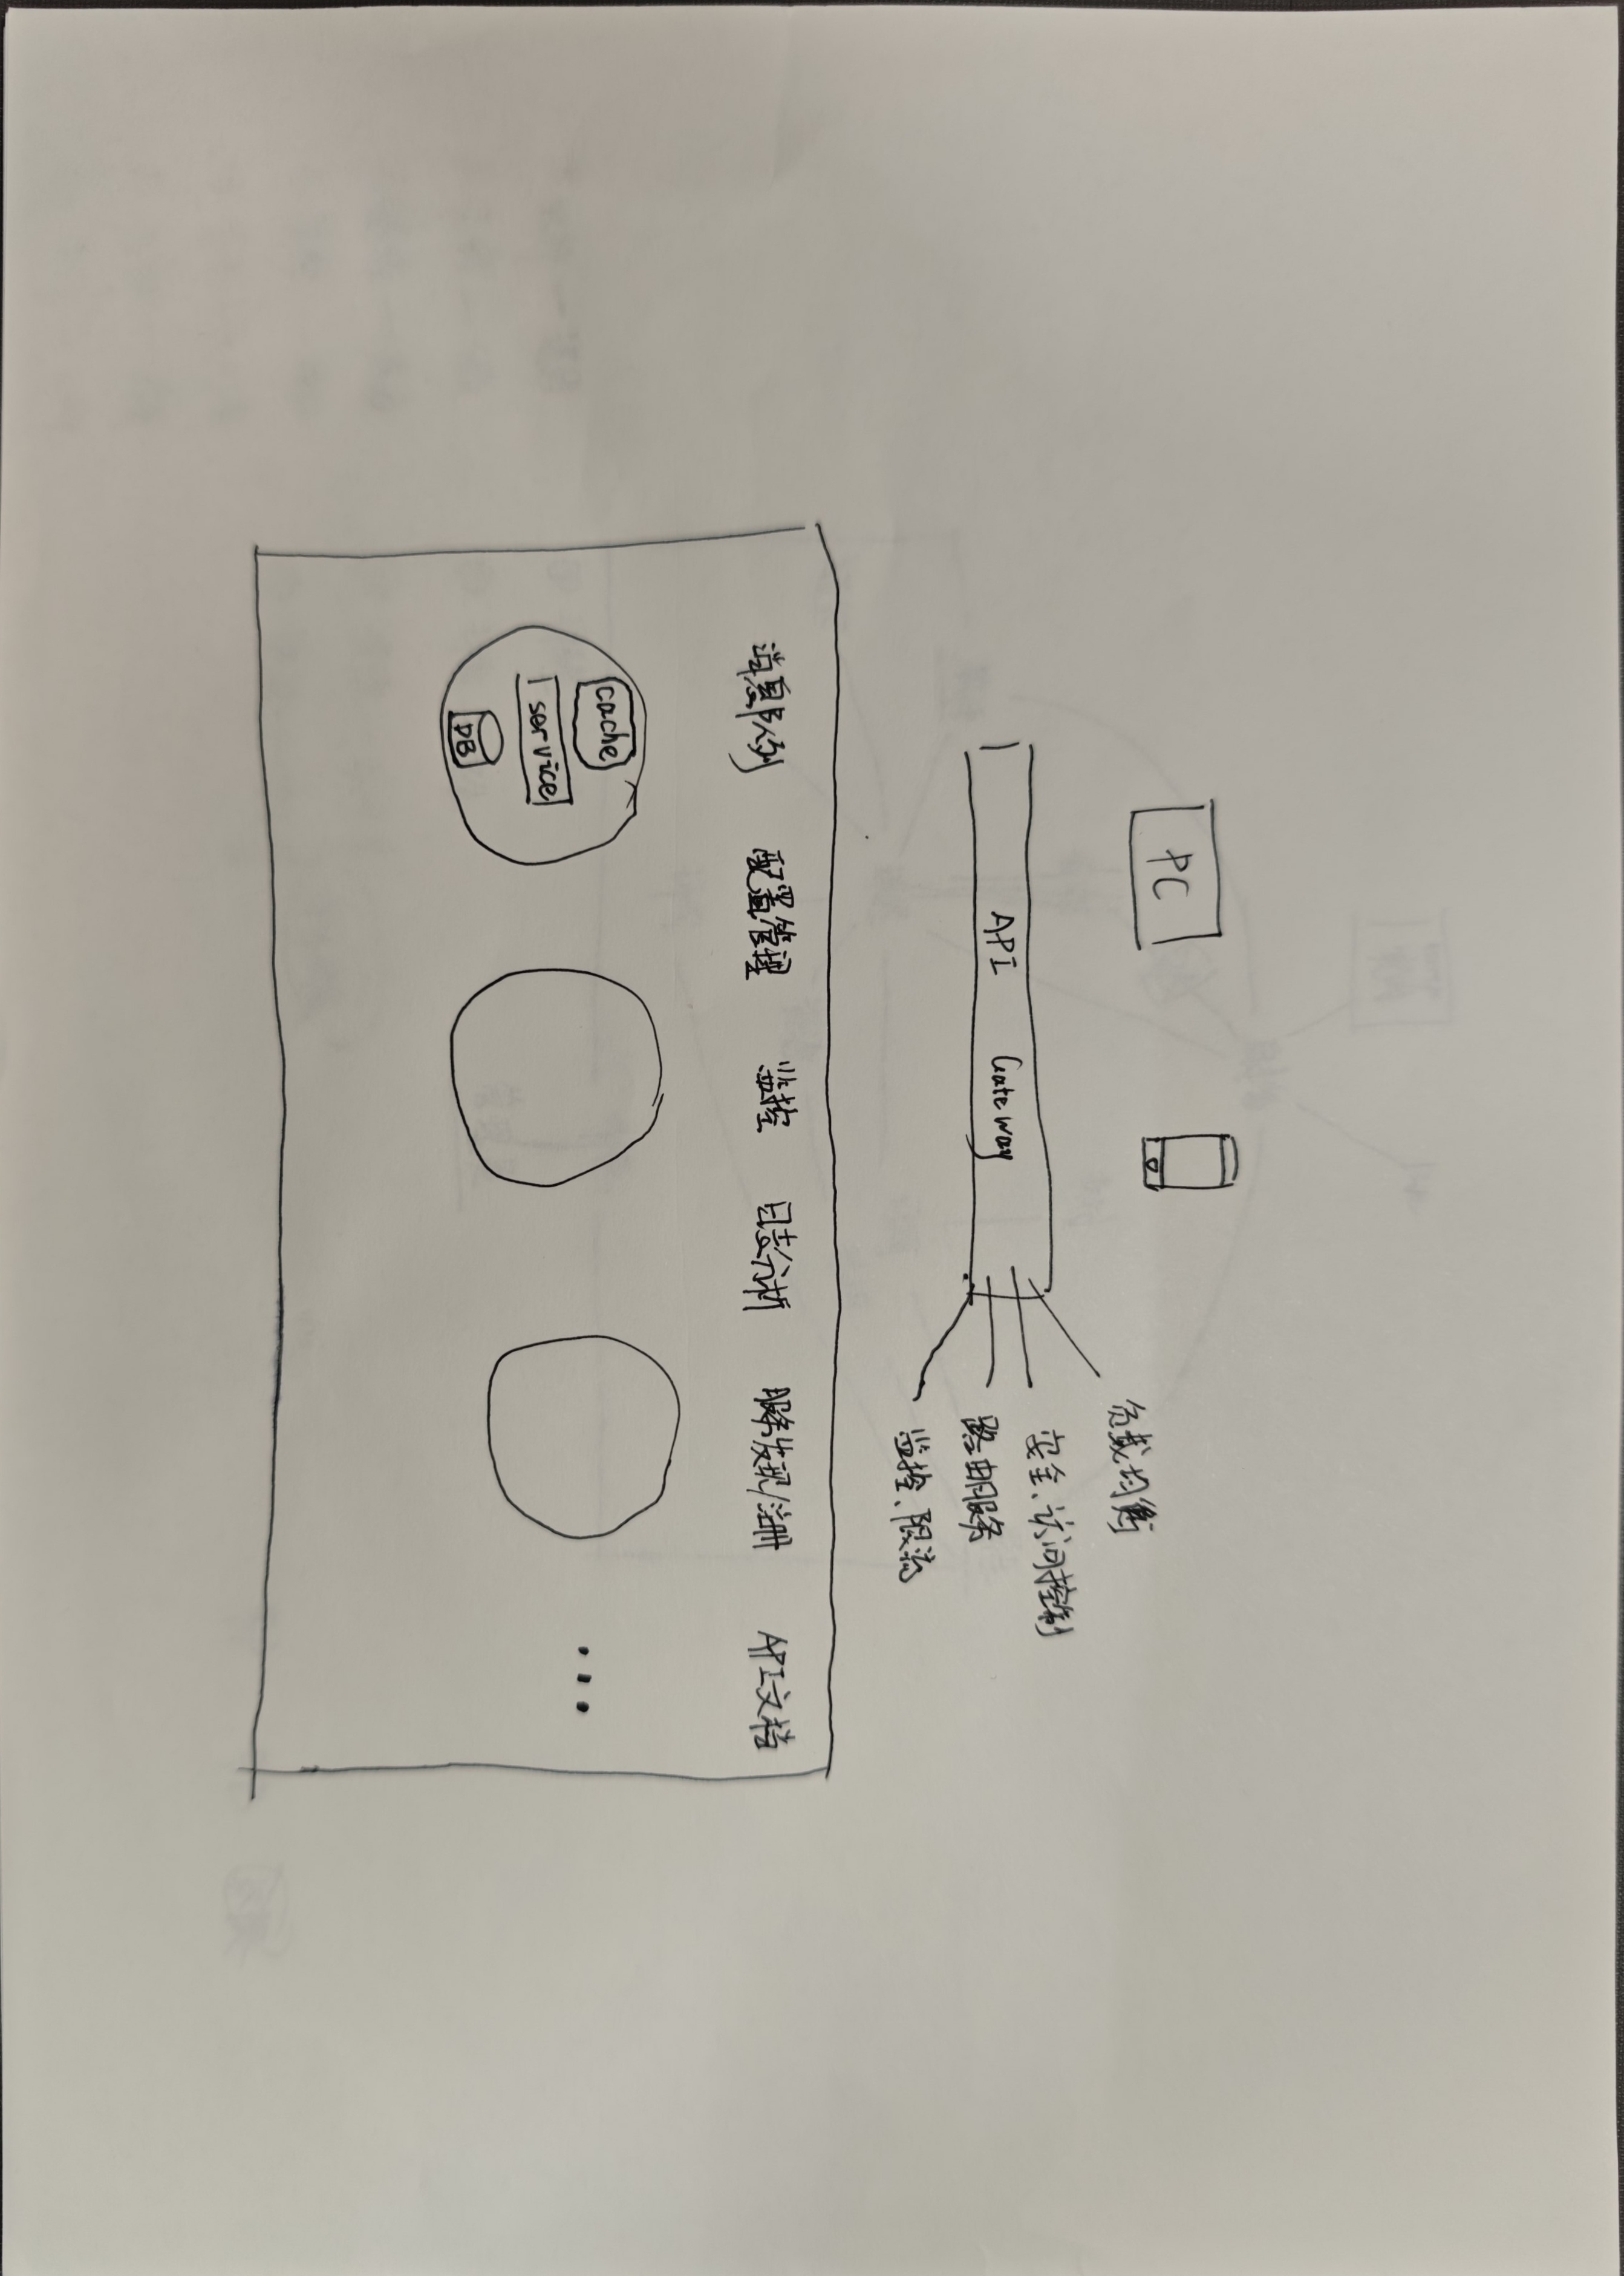 PC
负载均衡
安全、访问控制
API Gateway
路由服务
监控、限流
消息队列 配置管理 监控 日志分析 服务发现/注册 API文档
cache
service
DB
...